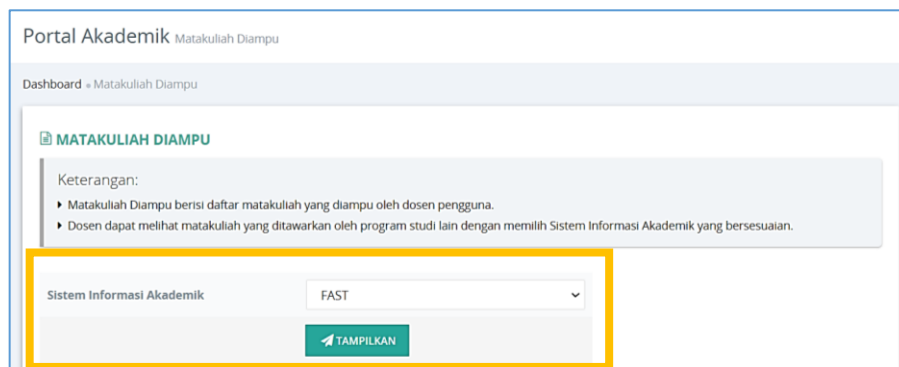 Portal Akademik Matakuliah Diampu
Dashboard Matakuliah Diampu
MATAKULIAH DIAMPU
Keterangan:
Matakuliah Diampu berisi daftar matakuliah yang diampu oleh dosen pengguna.
Dosen dapat melihat matakuliah yang ditawarkan oleh program studi lain dengan memilih Sistem Informasi Akademik yang bersesuaian.
Sistem Informasi Akademik FAST
TAMPILKAN